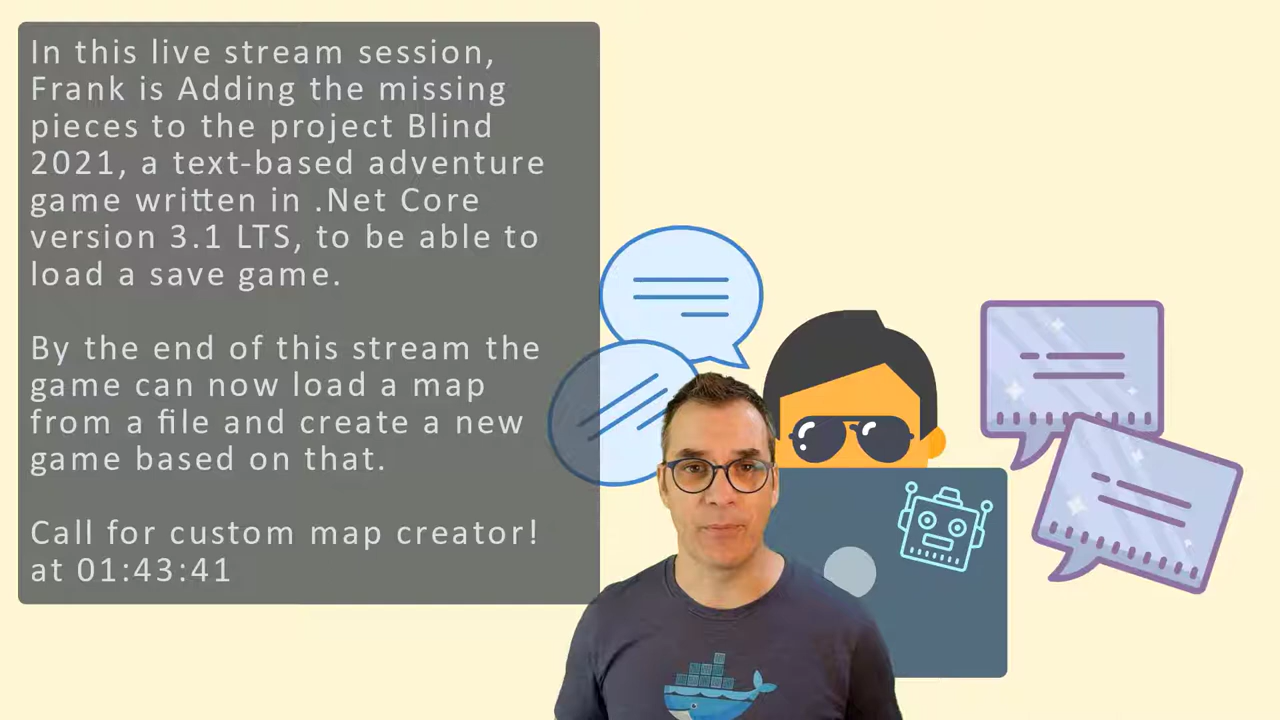 In this live stream session,
Frank is Adding the missing
pieces to the project Blind
2021, a text-based adventure
game written in .Net Core
version 3.1 LTS, to be able to
load a save game.
By the end of this stream the
game can now load a map
from a file and create a new
game based on that.
Call for custom map creator!
at 01:43:41